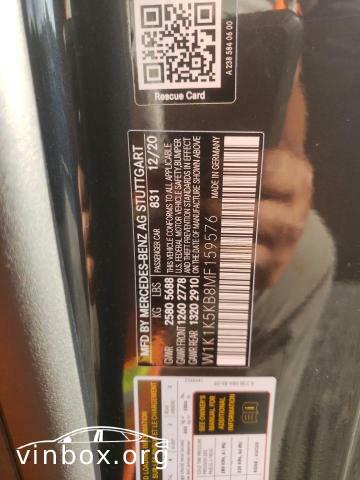 Rescue Card
A 238 584 06 00
MFD BY MERCEDES-BENZ AG STUTTGART
PASSENGER CAR 831 12/20
KG LBS
GWR 2580 5688
GAWR FRONT 1260 2778
GAWR REAR 1320 2910
THIS VEHICLE CONFORMS TO ALL APPLICABLE
U.S. FEDERAL MOTOR VEHICLE SAFETY/BUMPER
AND THEFT PREVENTION STANDARDS IN EFFECT
ON THE DATE OF MANUFACTURE SHOWN ABOVE
W1K1K5KB8MF159576
MADE IN GERMANY
SEE OWNER'S
MANUAL FOR
ADDITIONAL
INFORMATION
vinbox.org